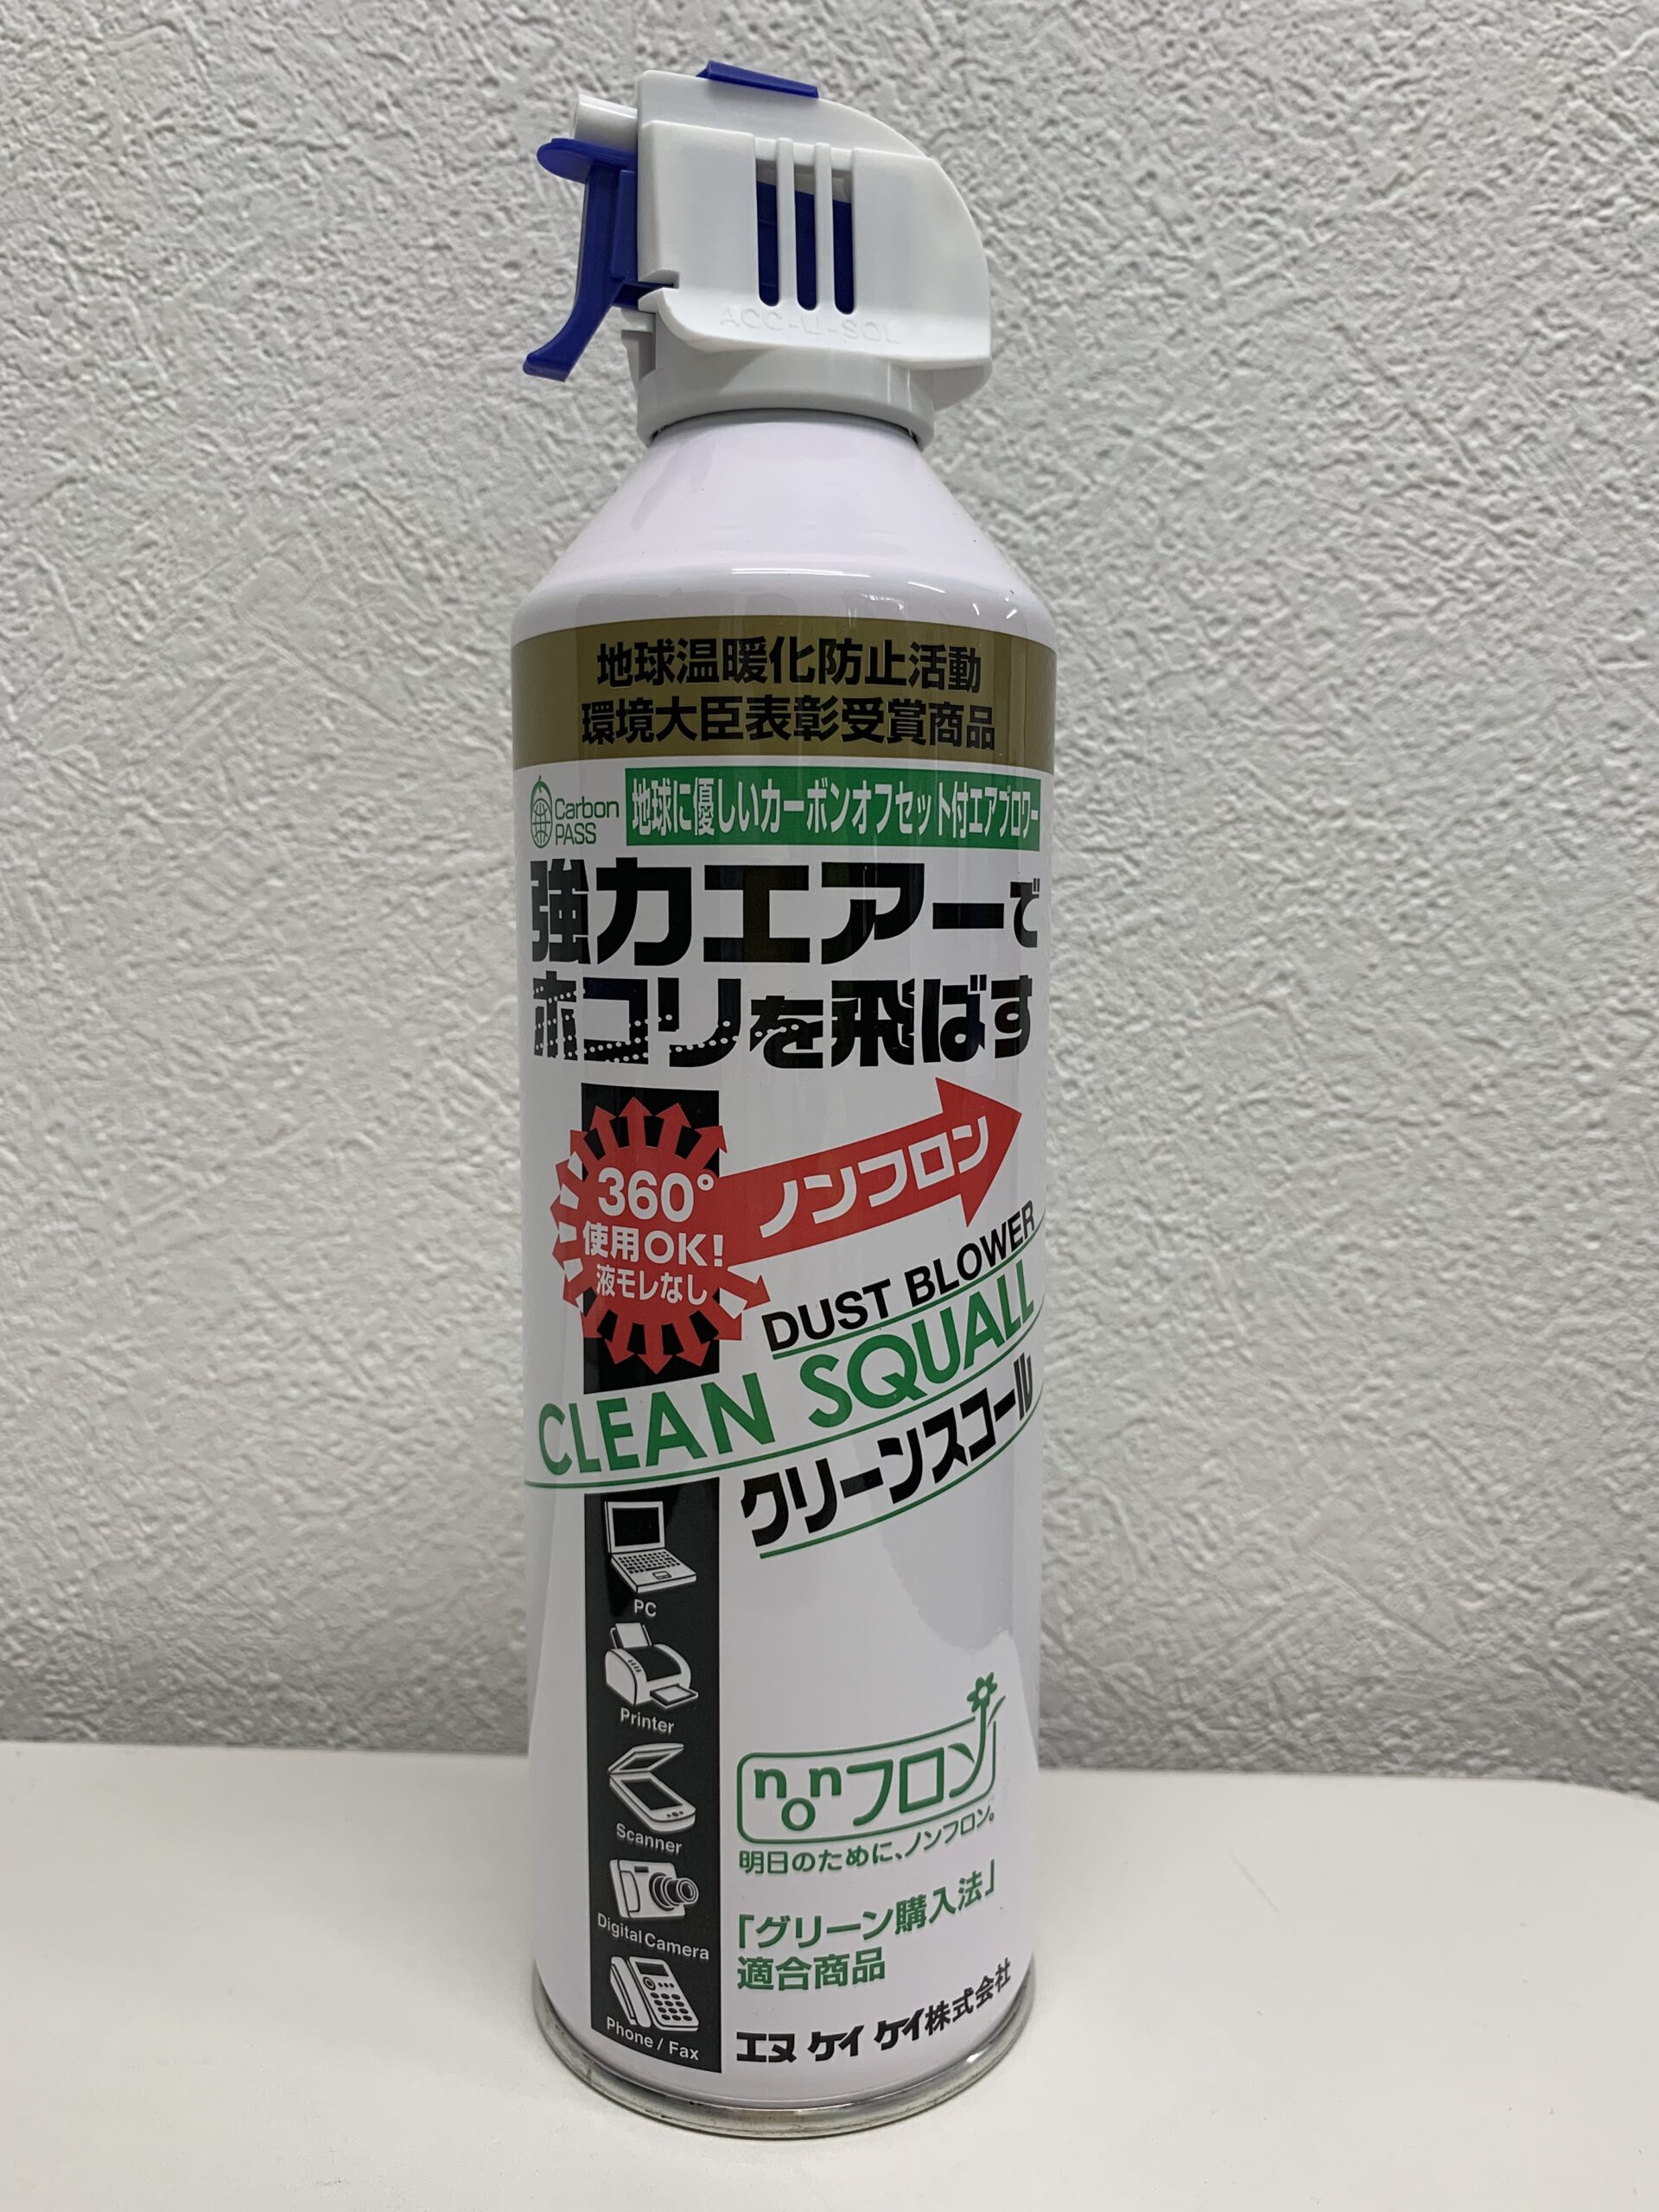 ACC-U-SOL
地球温暖化防止活動
環境大臣表彰受賞商品
Carbon
PASS
地球に優しいカーボンオフセット付エアブロワー
強力エアーで
ホコリを飛ばす
360°
使用OK!
液モレなし
ノンフロン
DUST BLOWER
CLEAN SQUALL
クリーンスコール
PC
Printer
Scanner
Digital Camera
Phone / Fax
nonフロン
明日のために、ノンフロン。
「グリーン購入法」
適合商品
エヌ ケイ ケイ株式会社